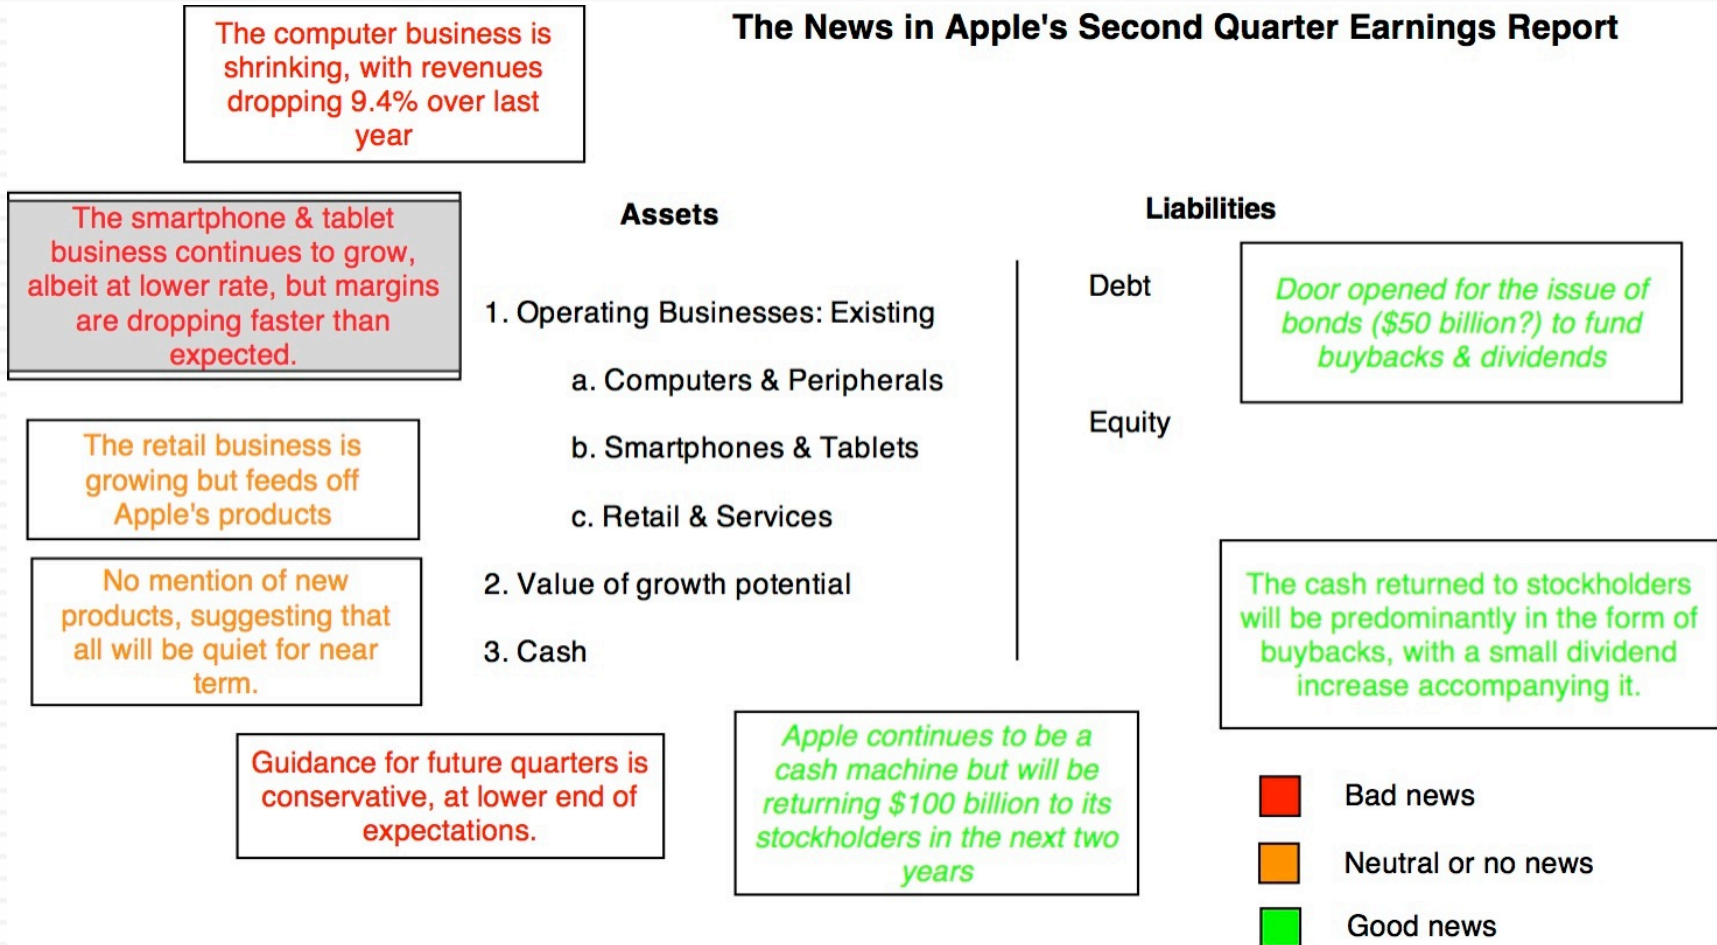 The News in Apple's Second Quarter Earnings Report
The computer business is
shrinking, with revenues
dropping 9.4% over last
year
The smartphone & tablet
business continues to grow,
albeit at lower rate, but margins
are dropping faster than
expected.
The retail business is
growing but feeds off
Apple's products
No mention of new
products, suggesting that
all will be quiet for near
term.
Guidance for future quarters is
conservative, at lower end of
expectations.
Assets
1. Operating Businesses: Existing
a. Computers & Peripherals
b. Smartphones & Tablets
c. Retail & Services
2. Value of growth potential
3. Cash
Apple continues to be a
cash machine but will be
returning $100 billion to its
stockholders in the next two
years
Liabilities
Debt
Door opened for the issue of
bonds ($50 billion?) to fund
buybacks & dividends
Equity
The cash returned to stockholders
will be predominantly in the form of
buybacks, with a small dividend
increase accompanying it.
Bad news
Neutral or no news
Good news